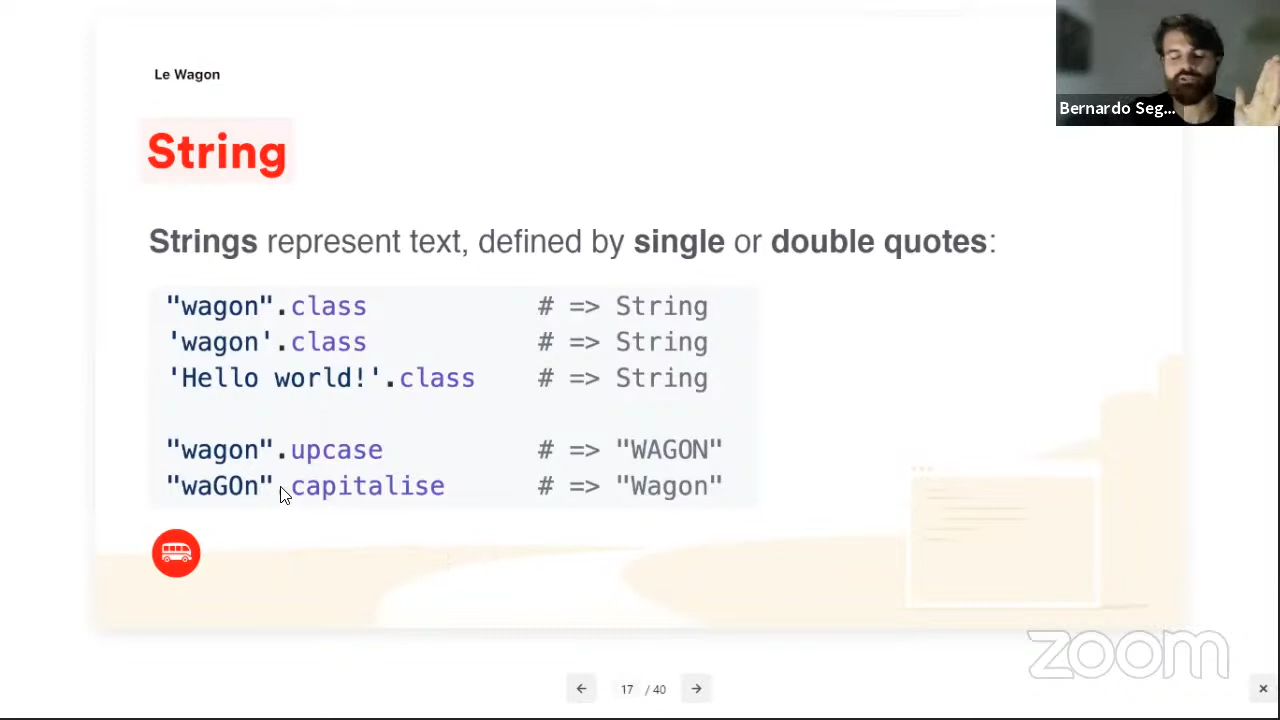 Le Wagon
Bernardo Seg...
String
Strings represent text, defined by single or double quotes:
"wagon".class # => String
'wagon'.class # => String
'Hello world!'.class # => String
"wagon".upcase # => "WAGON"
"waGOn".capitalise # => "Wagon"
zoom
17 / 40